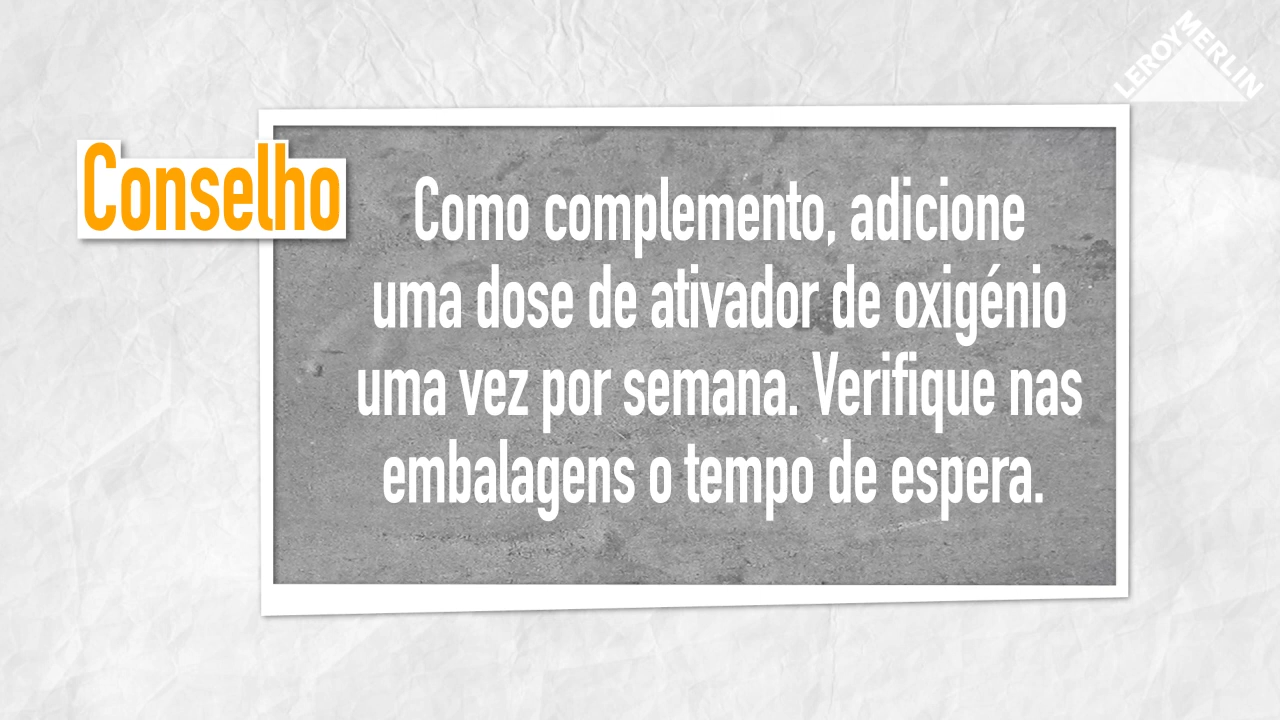 LEROY MERLIN
Conselho
Como complemento, adicione
uma dose de ativador de oxigénio
uma vez por semana. Verifique nas
embalagens o tempo de espera.